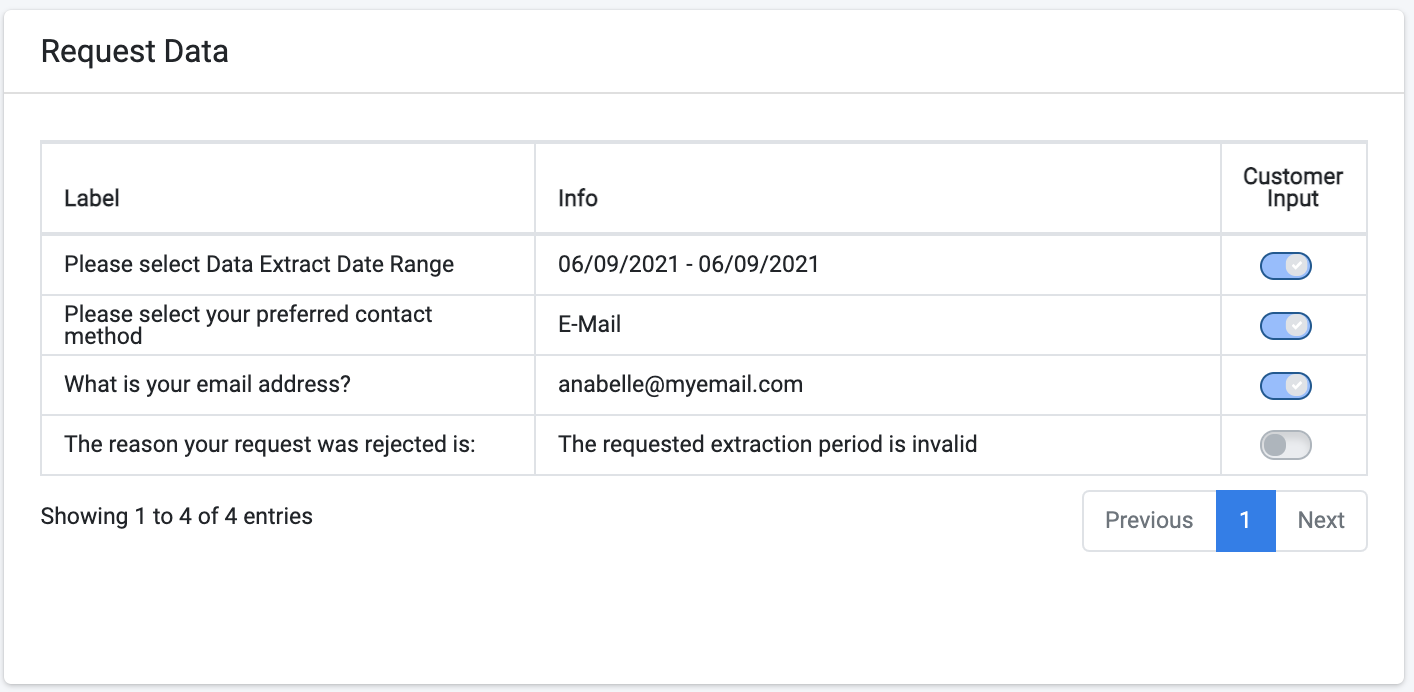 Request Data
Label
Info
Customer
Input
Please select Data Extract Date Range
06/09/2021 - 06/09/2021
Please select your preferred contact
method
E-Mail
What is your email address?
anabelle@myemail.com
The reason your request was rejected is:
The requested extraction period is invalid
Showing 1 to 4 of 4 entries
Previous
1
Next